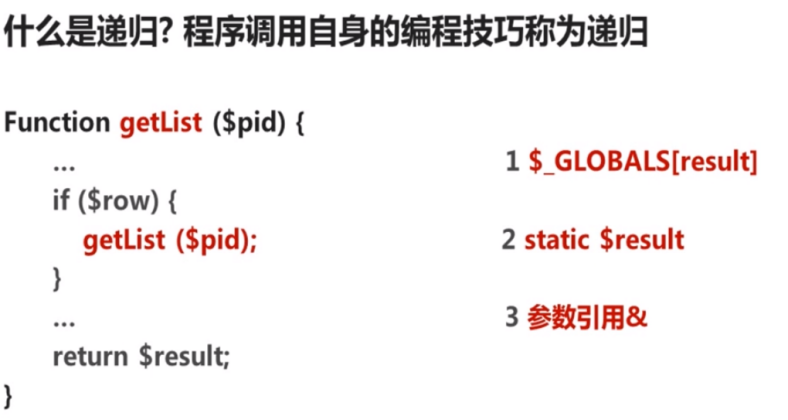 什么是递归? 程序调用自身的编程技巧称为递归
Function getList ($pid) {
...
1 $_GLOBALS[result]
if ($row) {
getList ($pid);
2 static $result
}
...
3 参数引用&
return $result;
}